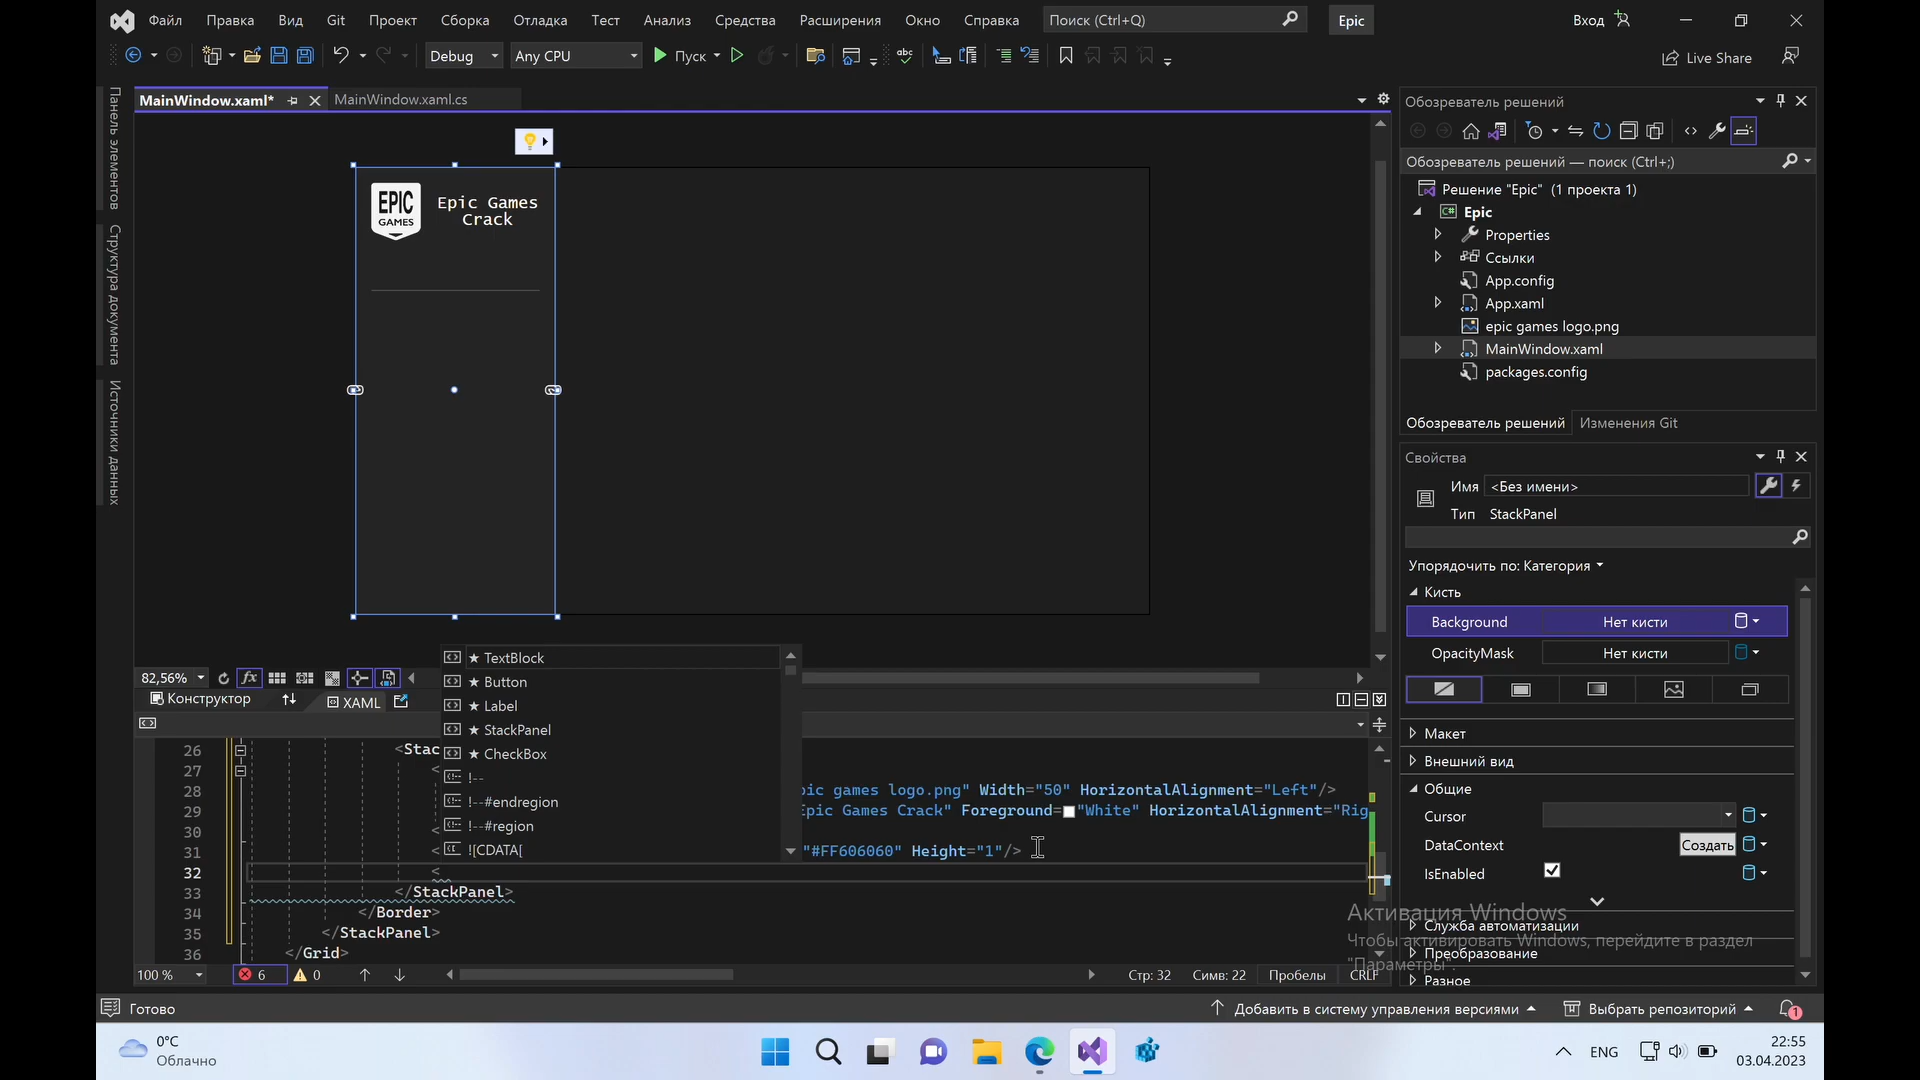 Файл Правка Вид Git Проект Сборка Отладка Тест Анализ Средства Расширения Окно Справка Поиск (Ctrl+Q) Epic Вход
Debug Any CPU Пуск Live Share
MainWindow.xaml* MainWindow.xaml.cs
Панель элементов
Структура документа
Источники данных
EPIC
GAMES
Epic Games
Crack
Обозреватель решений
Обозреватель решений — поиск (Ctrl+;)
Решение "Epic" (1 проекта 1)
Epic
Properties
Ссылки
App.config
App.xaml
epic games logo.png
MainWindow.xaml
packages.config
Обозреватель решений Изменения Git
Свойства
Имя <Без имени>
Тип StackPanel
Упорядочить по: Категория
Кисть
Background Нет кисти
OpacityMask Нет кисти
Макет
Внешний вид
Общие
Cursor
DataContext Создать
IsEnabled
Служба автоматизации
Преобразование
Разное
Активация Windows
Чтобы активировать Windows, перейдите в раздел
"Параметры".
82,56% fx
Конструктор XAML
TextBlock
Button
Label
StackPanel
CheckBox
!--
!--#endregion
!--#region
![CDATA[
26 <Stac
27 <
28 pic games logo.png" Width="50" HorizontalAlignment="Left"/>
29 Epic Games Crack" Foreground="White" HorizontalAlignment="Rig
30 <
31 < "#FF606060" Height="1"/>
32 <
33 </StackPanel>
34 </Border>
35 </StackPanel>
36 </Grid>
100 % 6 0 Стр: 32 Симв: 22 Пробелы CRLF
Готово Добавить в систему управления версиями Выбрать репозиторий 1
0°C
Облачно
ENG
22:55
03.04.2023